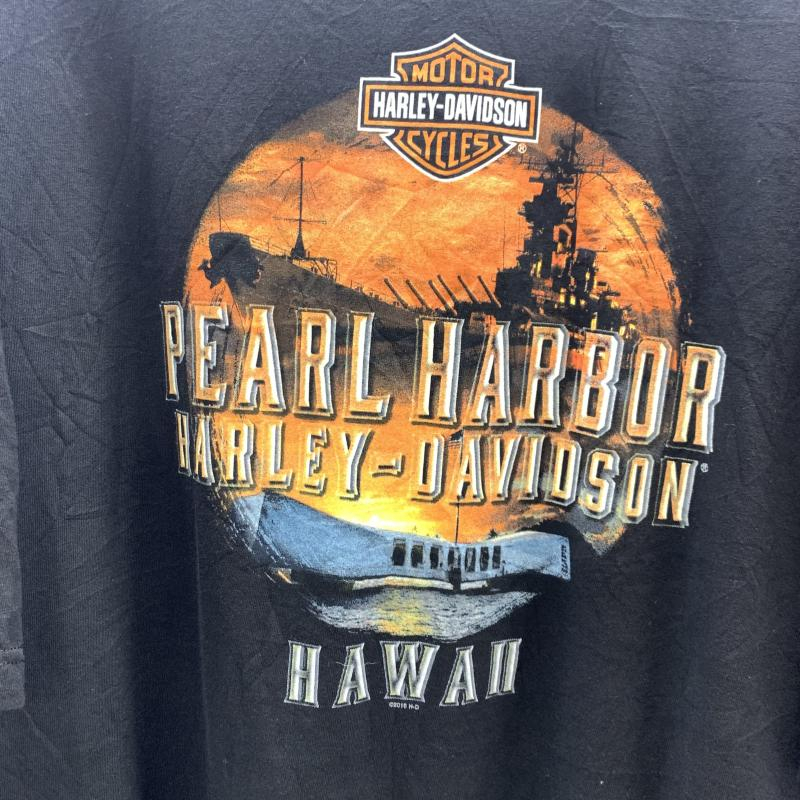 MOTOR
HARLEY-DAVIDSON
CYCLES
®
PEARL HARBOR
HARLEY-DAVIDSON®
HAWAII
©2016 H-D